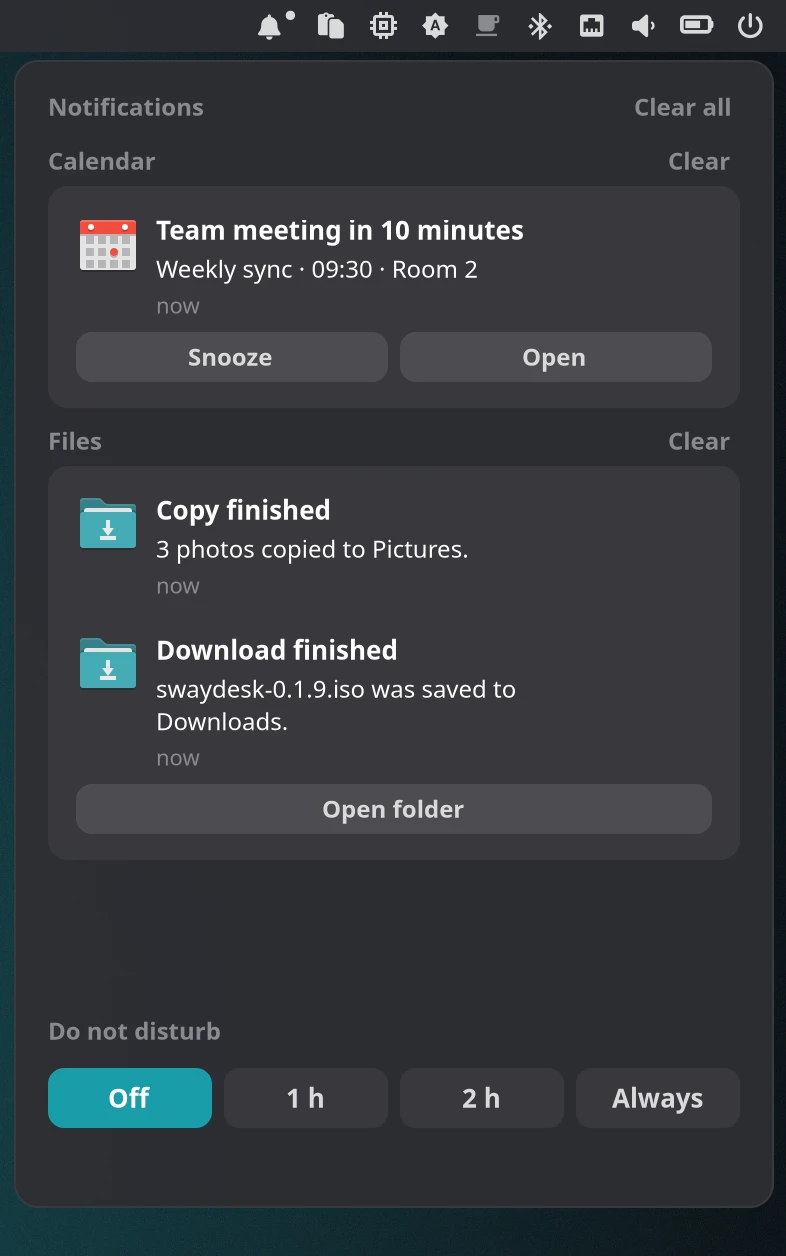 A
Notifications
Clear all
Calendar
Clear
Team meeting in 10 minutes
Weekly sync · 09:30 · Room 2
now
Snooze
Open
Files
Clear
Copy finished
3 photos copied to Pictures.
now
Download finished
swaydesk-0.1.9.iso was saved to
Downloads.
now
Open folder
Do not disturb
Off
1 h
2 h
Always